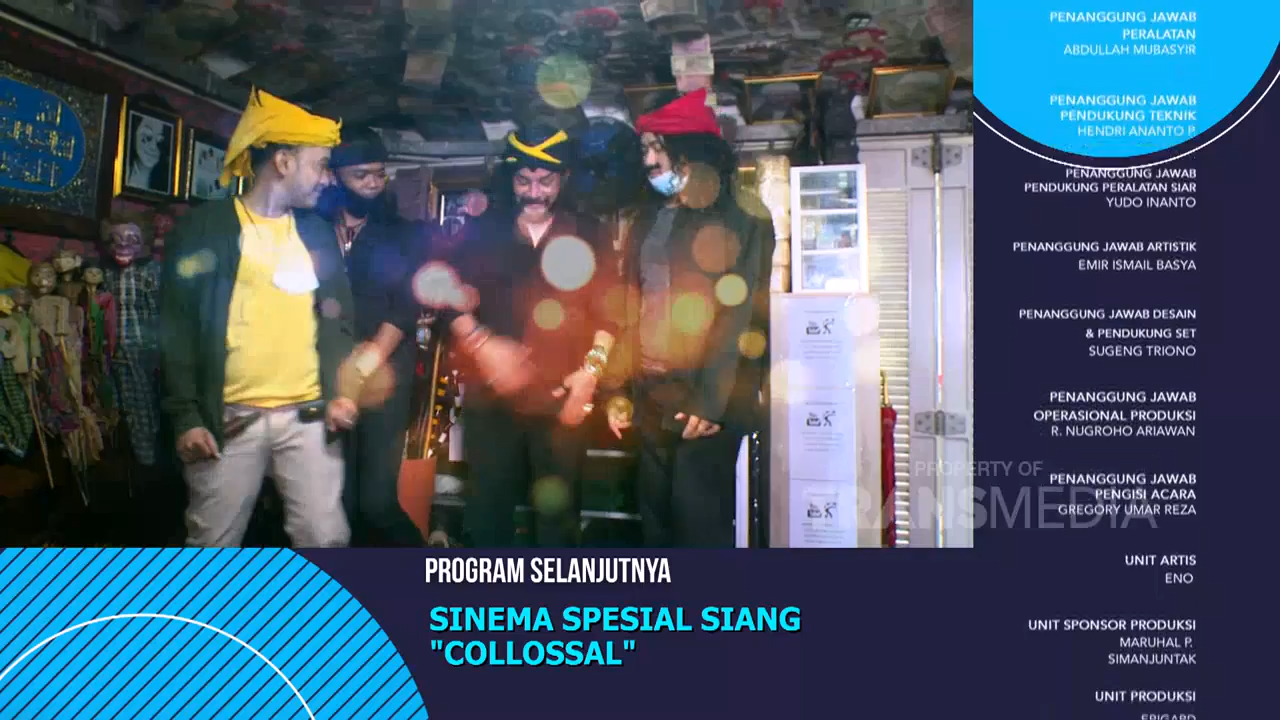 PENANGGUNG JAWAB
PERALATAN
ABDULLAH MUBASYIR
PENANGGUNG JAWAB
PENDUKUNG TEKNIK
HENDRI ANANTO P.
PENANGGUNG JAWAB
PENDUKUNG PERALATAN SIAR
YUDO INANTO
PENANGGUNG JAWAB ARTISTIK
EMIR ISMAIL BASYA
PENANGGUNG JAWAB DESAIN
& PENDUKUNG SET
SUGENG TRIONO
PENANGGUNG JAWAB
OPERASIONAL PRODUKSI
R. NUGROHO ARIAWAN
PROPERTY OF
TRANSMEDIA
PENANGGUNG JAWAB
PENGISI ACARA
GREGORY UMAR REZA
UNIT ARTIS
ENO
UNIT SPONSOR PRODUKSI
MARUHAL P.
SIMANJUNTAK
UNIT PRODUKSI
PROGRAM SELANJUTNYA
SINEMA SPESIAL SIANG
"COLLOSSAL"